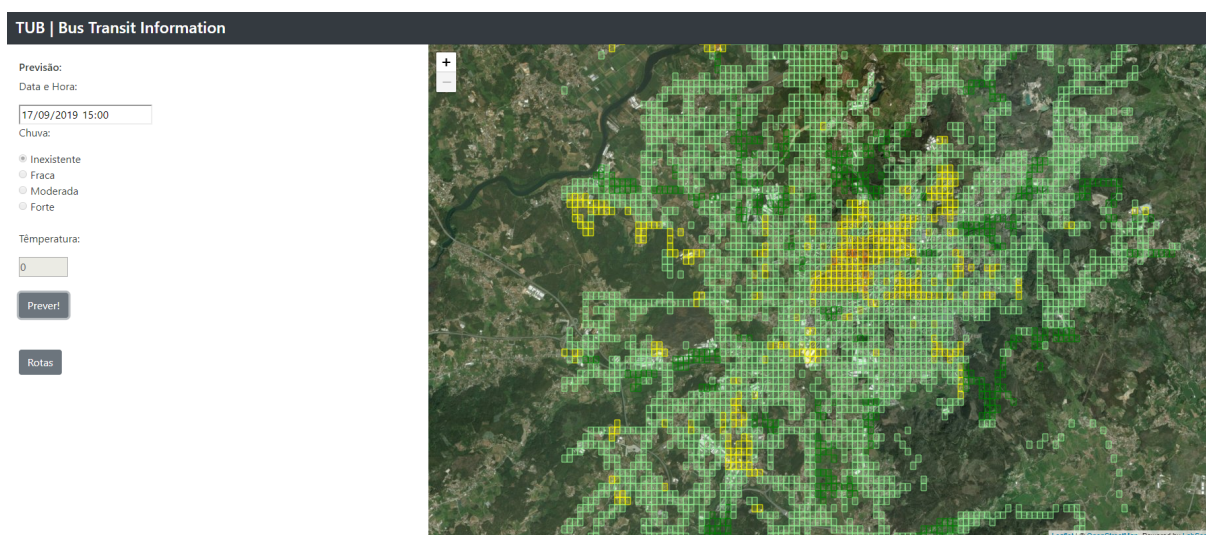 TUB | Bus Transit Information
Previsão:
Data e Hora:
17/09/2019 15:00
Chuva:
Inexistente
Fraca
Moderada
Forte
Têmperatura:
0
Prever!
Rotas
+
−